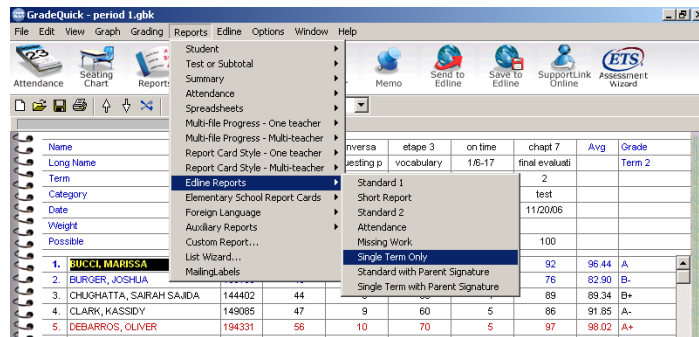 GradeQuick - period 1.gbk
File Edit View Graph Grading Reports Edline Options Window Help
Attendance
Seating Chart
Reports
Memo
Send to Edline
Save to Edline
SupportLink Online
ETS
Assessment Wizard
Student
Test or Subtotal
Summary
Attendance
Spreadsheets
Multi-file Progress - One teacher
Multi-file Progress - Multi-teacher
Report Card Style - One teacher
Report Card Style - Multi-teacher
Edline Reports
Elementary School Report Cards
Foreign Language
Auxiliary Reports
Custom Report...
List Wizard...
MailingLabels
Standard 1
Short Report
Standard 2
Attendance
Missing Work
Single Term Only
Standard with Parent Signature
Single Term with Parent Signature
Name nversa etape 3 on time chapt 7 Avg Grade
Long Name uesting p vocabulary 1/6-17 final evaluati Term 2
Term 2
Category test
Date 11/20/06
Weight
Possible 100
1. BUCCI, MARISSA 92 96.44 A
2. BURGER, JOSHUA 76 82.90 B-
3. CHUGHATTA, SAIRAH SAJIDA 144402 44 89 89.34 B+
4. CLARK, KASSIDY 149085 47 9 60 5 86 91.85 A-
5. DEBARROS, OLIVER 194331 56 10 70 5 97 98.02 A+